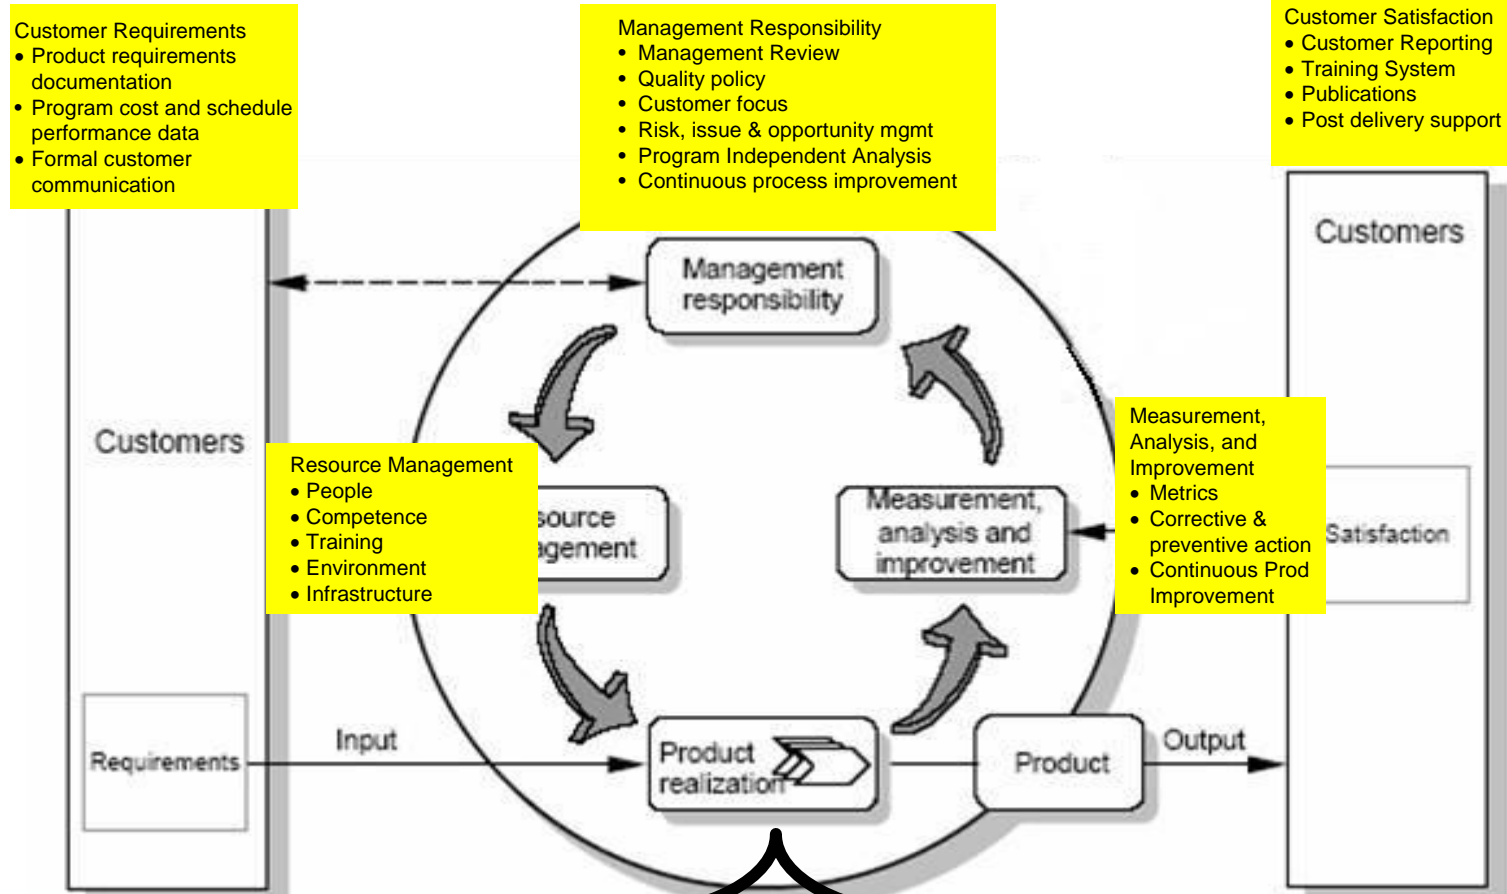 Customer Requirements
• Product requirements
documentation
• Program cost and schedule
performance data
• Formal customer
communication
Management Responsibility
• Management Review
• Quality policy
• Customer focus
• Risk, issue & opportunity mgmt
• Program Independent Analysis
• Continuous process improvement
Customer Satisfaction
• Customer Reporting
• Training System
• Publications
• Post delivery support
Customers
Management
responsibility
Customers
Resource Management
• People
• Competence
• Training
• Environment
• Infrastructure
source
agement
Measurement,
analysis and
improvement
Measurement,
Analysis, and
Improvement
• Metrics
• Corrective &
preventive action
• Continuous Prod
Improvement
Satisfaction
Requirements
Input
Product
realization
Product
Output